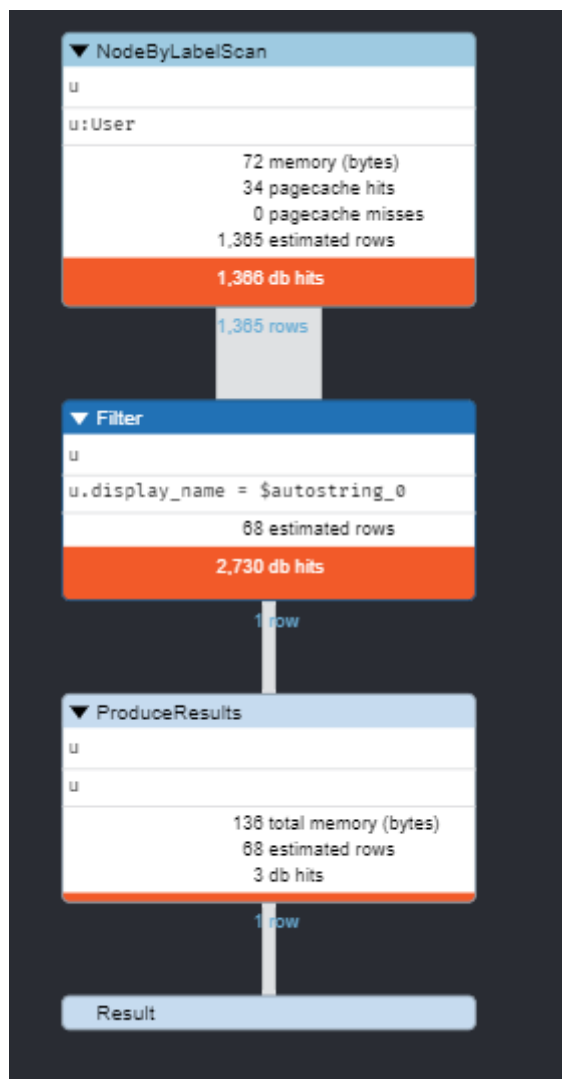 NodeByLabelScan
u
u:User
72 memory (bytes)
34 pagecache hits
0 pagecache misses
1,365 estimated rows
1,366 db hits
1,365 rows
Filter
u
u.display_name = $autostring_0
68 estimated rows
2,730 db hits
1 row
ProduceResults
u
u
136 total memory (bytes)
68 estimated rows
3 db hits
1 row
Result